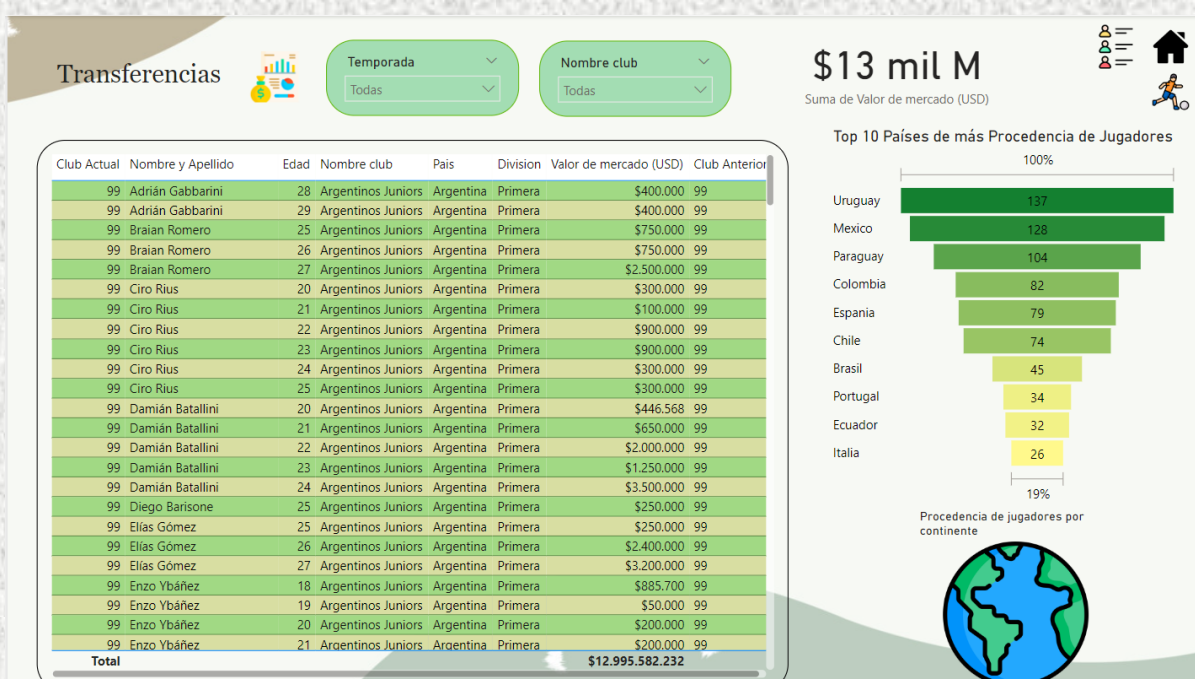 Transferencias
Temporada
Todas
Nombre club
Todas
$13 mil M
Suma de Valor de mercado (USD)
Club Actual Nombre y Apellido Edad Nombre club Pais Division Valor de mercado (USD) Club Anterior
99 Adrián Gabbarini 28 Argentinos Juniors Argentina Primera $400.000 99
99 Adrián Gabbarini 29 Argentinos Juniors Argentina Primera $400.000 99
99 Braian Romero 25 Argentinos Juniors Argentina Primera $750.000 99
99 Braian Romero 26 Argentinos Juniors Argentina Primera $750.000 99
99 Braian Romero 27 Argentinos Juniors Argentina Primera $2.500.000 99
99 Ciro Rius 20 Argentinos Juniors Argentina Primera $300.000 99
99 Ciro Rius 21 Argentinos Juniors Argentina Primera $100.000 99
99 Ciro Rius 22 Argentinos Juniors Argentina Primera $900.000 99
99 Ciro Rius 23 Argentinos Juniors Argentina Primera $900.000 99
99 Ciro Rius 24 Argentinos Juniors Argentina Primera $300.000 99
99 Ciro Rius 25 Argentinos Juniors Argentina Primera $300.000 99
99 Damián Batallini 20 Argentinos Juniors Argentina Primera $446.568 99
99 Damián Batallini 21 Argentinos Juniors Argentina Primera $650.000 99
99 Damián Batallini 22 Argentinos Juniors Argentina Primera $2.000.000 99
99 Damián Batallini 23 Argentinos Juniors Argentina Primera $1.250.000 99
99 Damián Batallini 24 Argentinos Juniors Argentina Primera $3.500.000 99
99 Diego Barisone 25 Argentinos Juniors Argentina Primera $250.000 99
99 Elías Gómez 25 Argentinos Juniors Argentina Primera $250.000 99
99 Elías Gómez 26 Argentinos Juniors Argentina Primera $2.400.000 99
99 Elías Gómez 27 Argentinos Juniors Argentina Primera $3.200.000 99
99 Enzo Ybáñez 18 Argentinos Juniors Argentina Primera $885.700 99
99 Enzo Ybáñez 19 Argentinos Juniors Argentina Primera $50.000 99
99 Enzo Ybáñez 20 Argentinos Juniors Argentina Primera $200.000 99
99 Enzo Ybáñez 21 Argentinos Juniors Argentina Primera $200.000 99
Total $12.995.582.232
Top 10 Países de más Procedencia de Jugadores
100%
Uruguay 137
Mexico 128
Paraguay 104
Colombia 82
Espania 79
Chile 74
Brasil 45
Portugal 34
Ecuador 32
Italia 26
19%
Procedencia de jugadores por
continente